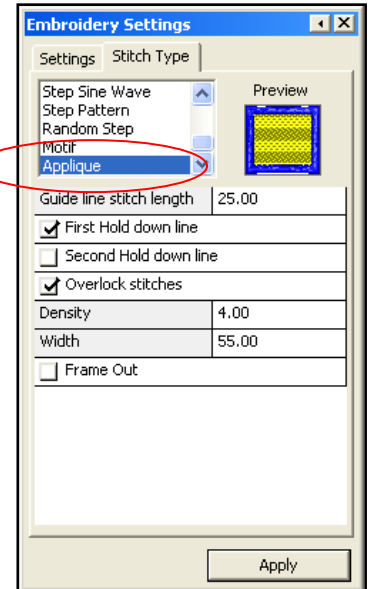 Embroidery Settings
Settings Stitch Type
Step Sine Wave
Step Pattern
Random Step
Motif
Applique
Preview
Guide line stitch length 25.00
First Hold down line
Second Hold down line
Overlock stitches
Density 4.00
Width 55.00
Frame Out
Apply